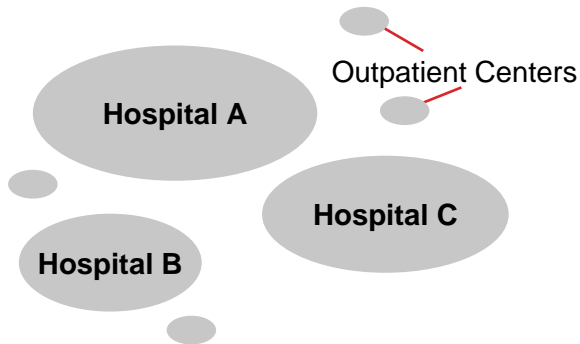 Outpatient Centers
Hospital A
Hospital C
Hospital B